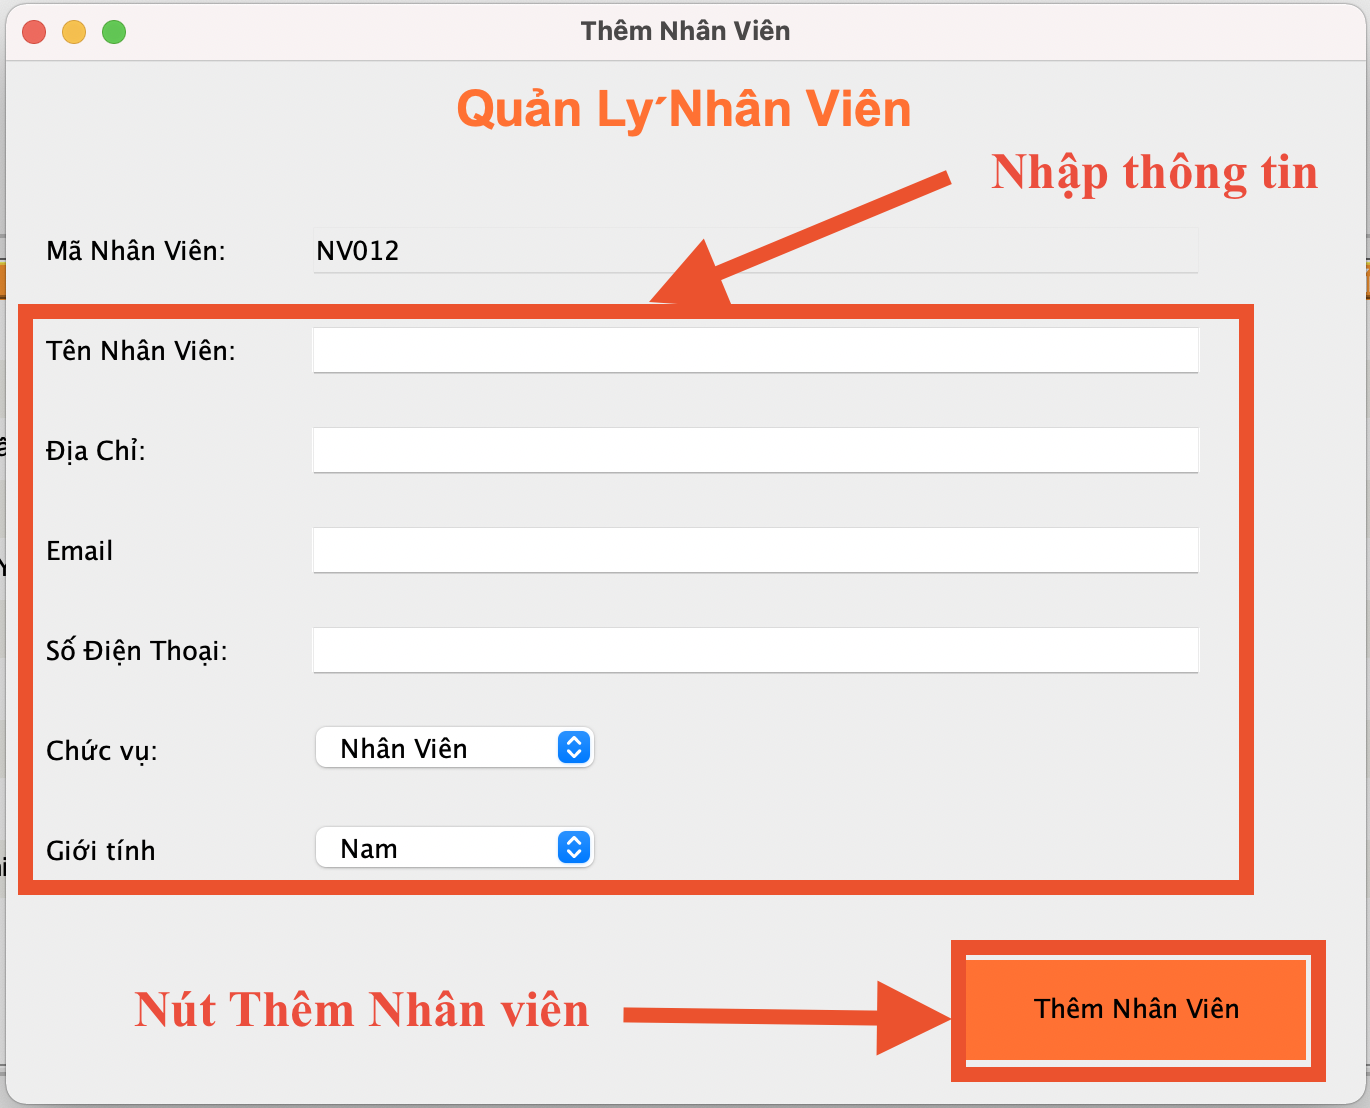 Thêm Nhân Viên
Quản Lý Nhân Viên
Nhập thông tin
Mã Nhân Viên: NV012
Tên Nhân Viên:
Địa Chỉ:
Email
Số Điện Thoại:
Chức vụ: Nhân Viên
Giới tính Nam
Nút Thêm Nhân viên
Thêm Nhân Viên